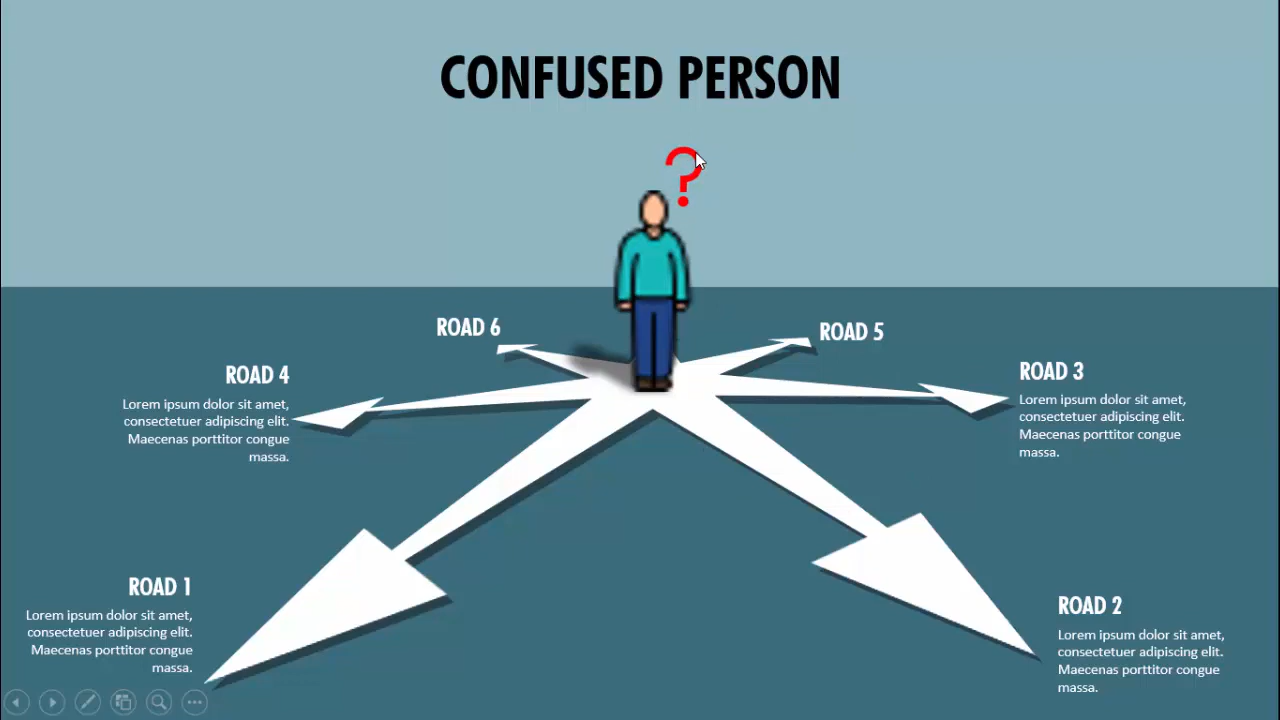 CONFUSED PERSON
?
ROAD 6
ROAD 5
ROAD 4
Lorem ipsum dolor sit amet,
consectetuer adipiscing elit.
Maecenas porttitor congue
massa.
ROAD 3
Lorem ipsum dolor sit amet,
consectetuer adipiscing elit.
Maecenas porttitor congue
massa.
ROAD 1
Lorem ipsum dolor sit amet,
consectetuer adipiscing elit.
Maecenas porttitor congue
massa.
ROAD 2
Lorem ipsum dolor sit amet,
consectetuer adipiscing elit.
Maecenas porttitor congue
massa.